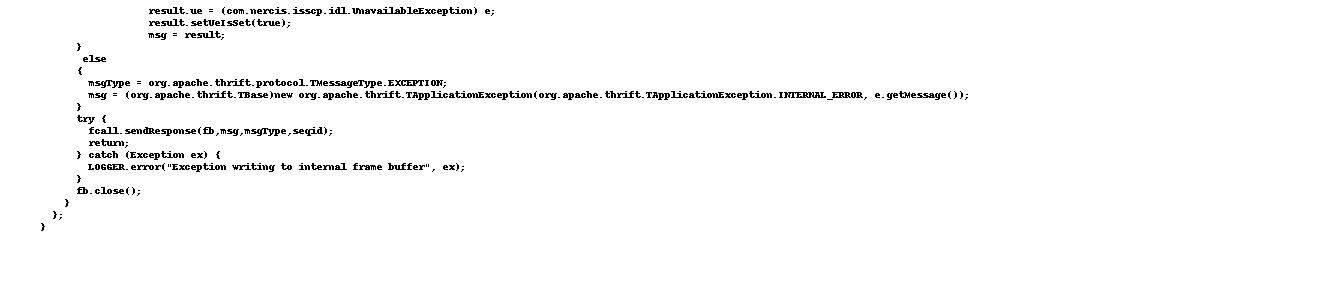 result.ue = (com.nercis.isscp.idl.UnavailableException) e;
result.setUeIsSet(true);
msg = result;
}
else
{
msgType = org.apache.thrift.protocol.TMessageType.EXCEPTION;
msg = (org.apache.thrift.TBase)new org.apache.thrift.TApplicationException(org.apache.thrift.TApplicationException.INTERNAL_ERROR, e.getMessage());
}
try {
fcall.sendResponse(fb,msg,msgType,seqid);
return;
} catch (Exception ex) {
LOGGER.error("Exception writing to internal frame buffer", ex);
}
fb.close();
}
};
}